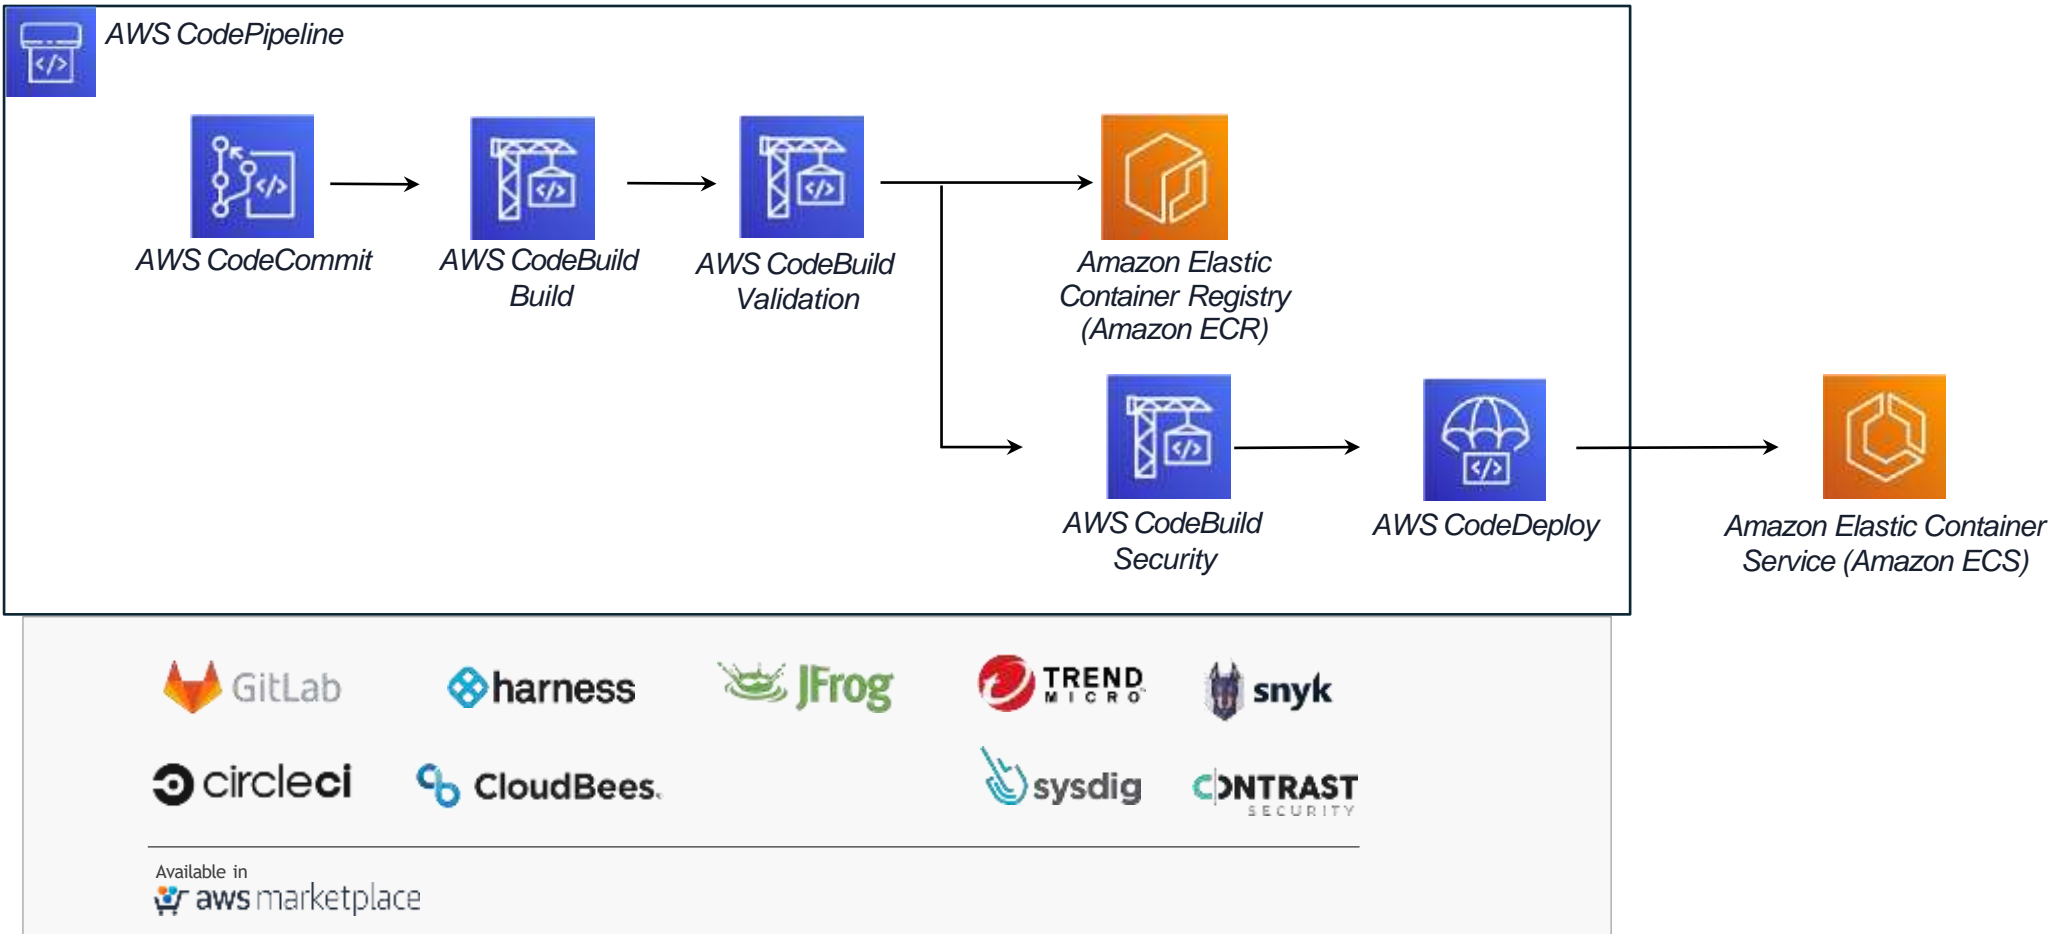 AWS CodePipeline
AWS CodeCommit
AWS CodeBuild
Build
AWS CodeBuild
Validation
Amazon Elastic
Container Registry
(Amazon ECR)
AWS CodeBuild
Security
AWS CodeDeploy
Amazon Elastic Container
Service (Amazon ECS)
GitLab
harness
JFrog
TREND
MICRO
snyk
circleci
CloudBees.
sysdig
CONTRAST
SECURITY
Available in
aws marketplace